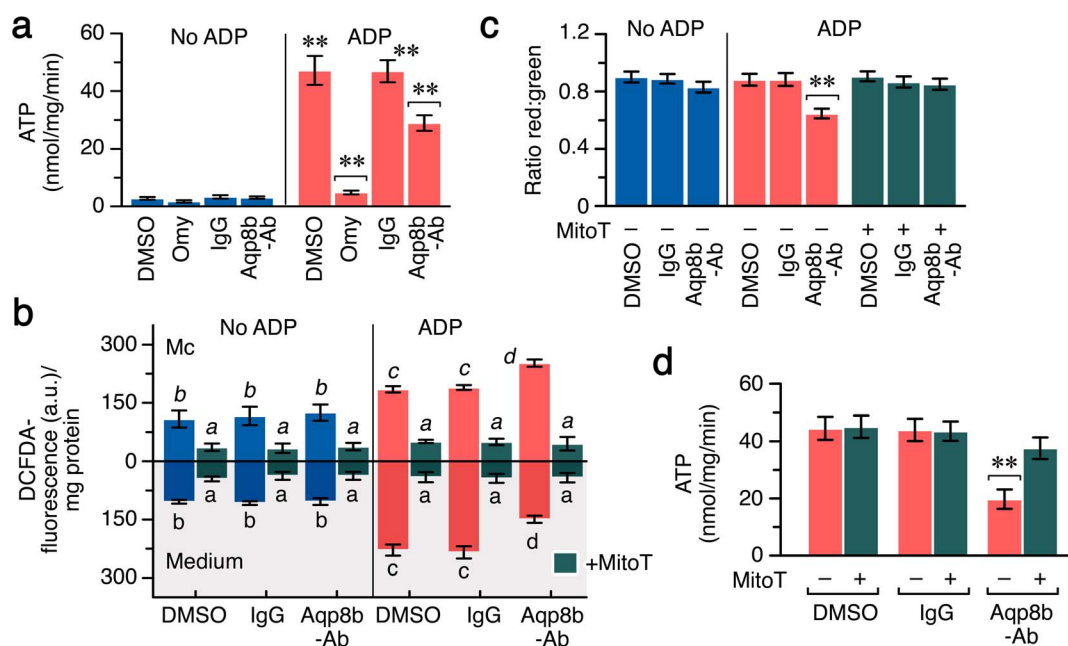 a
No ADP
ADP
ATP
(nmol/mg/min)
60
40
20
0
**
**
**
**
DMSO
Omy
IgG
Aqp8b
-Ab
DMSO
Omy
IgG
Aqp8b
-Ab
c
No ADP
ADP
Ratio red:green
1.2
0.8
0.4
0
**
MitoT
− − − − − − + + +
DMSO
IgG
Aqp8b
-Ab
DMSO
IgG
Aqp8b
-Ab
DMSO
IgG
Aqp8b
-Ab
b
No ADP
ADP
DCFDA-
fluorescence (a.u.)/
mg protein
300
150
0
150
300
Mc
b a b a b a c a c a d a
b a b a b a c a c a d a
Medium
+MitoT
DMSO
IgG
Aqp8b
-Ab
DMSO
IgG
Aqp8b
-Ab
d
ATP
(nmol/mg/min)
60
40
20
0
**
MitoT
− + − + − +
DMSO
IgG
Aqp8b
-Ab